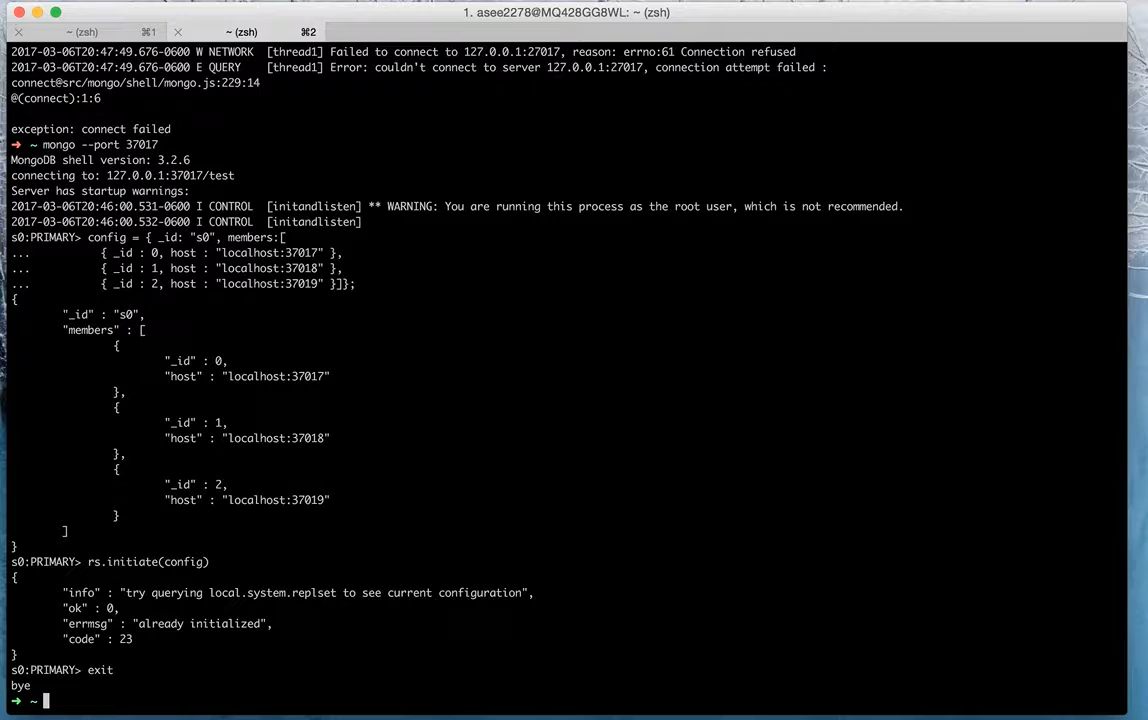 1. asee2278@MQ428GG8WL: ~ (zsh)
~ (zsh) ⌘1 ~ (zsh) ⌘2
2017-03-06T20:47:49.676-0600 W NETWORK  [thread1] Failed to connect to 127.0.0.1:27017, reason: errno:61 Connection refused
2017-03-06T20:47:49.676-0600 E QUERY    [thread1] Error: couldn't connect to server 127.0.0.1:27017, connection attempt failed :
connect@src/mongo/shell/mongo.js:229:14
@(connect):1:6
exception: connect failed
➜ ~ mongo --port 37017
MongoDB shell version: 3.2.6
connecting to: 127.0.0.1:37017/test
Server has startup warnings:
2017-03-06T20:46:00.531-0600 I CONTROL  [initandlisten] ** WARNING: You are running this process as the root user, which is not recommended.
2017-03-06T20:46:00.532-0600 I CONTROL  [initandlisten]
s0:PRIMARY> config = { _id: "s0", members:[
...           { _id : 0, host : "localhost:37017" },
...           { _id : 1, host : "localhost:37018" },
...           { _id : 2, host : "localhost:37019" }]};
{
"_id" : "s0",
"members" : [
{
"_id" : 0,
"host" : "localhost:37017"
},
{
"_id" : 1,
"host" : "localhost:37018"
},
{
"_id" : 2,
"host" : "localhost:37019"
}
]
}
s0:PRIMARY> rs.initiate(config)
{
"info" : "try querying local.system.replset to see current configuration",
"ok" : 0,
"errmsg" : "already initialized",
"code" : 23
}
s0:PRIMARY> exit
bye
➜ ~